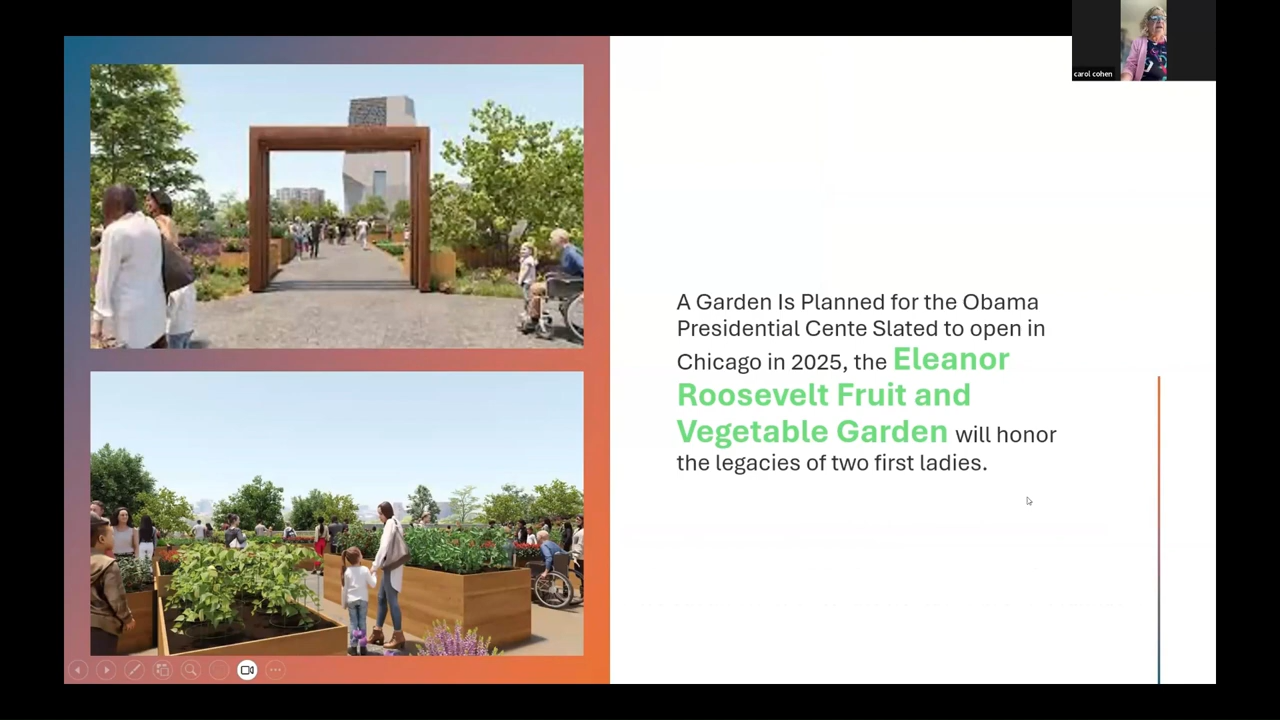 carol cohen
A Garden Is Planned for the Obama
Presidential Cente Slated to open in
Chicago in 2025, the Eleanor
Roosevelt Fruit and
Vegetable Garden will honor
the legacies of two first ladies.